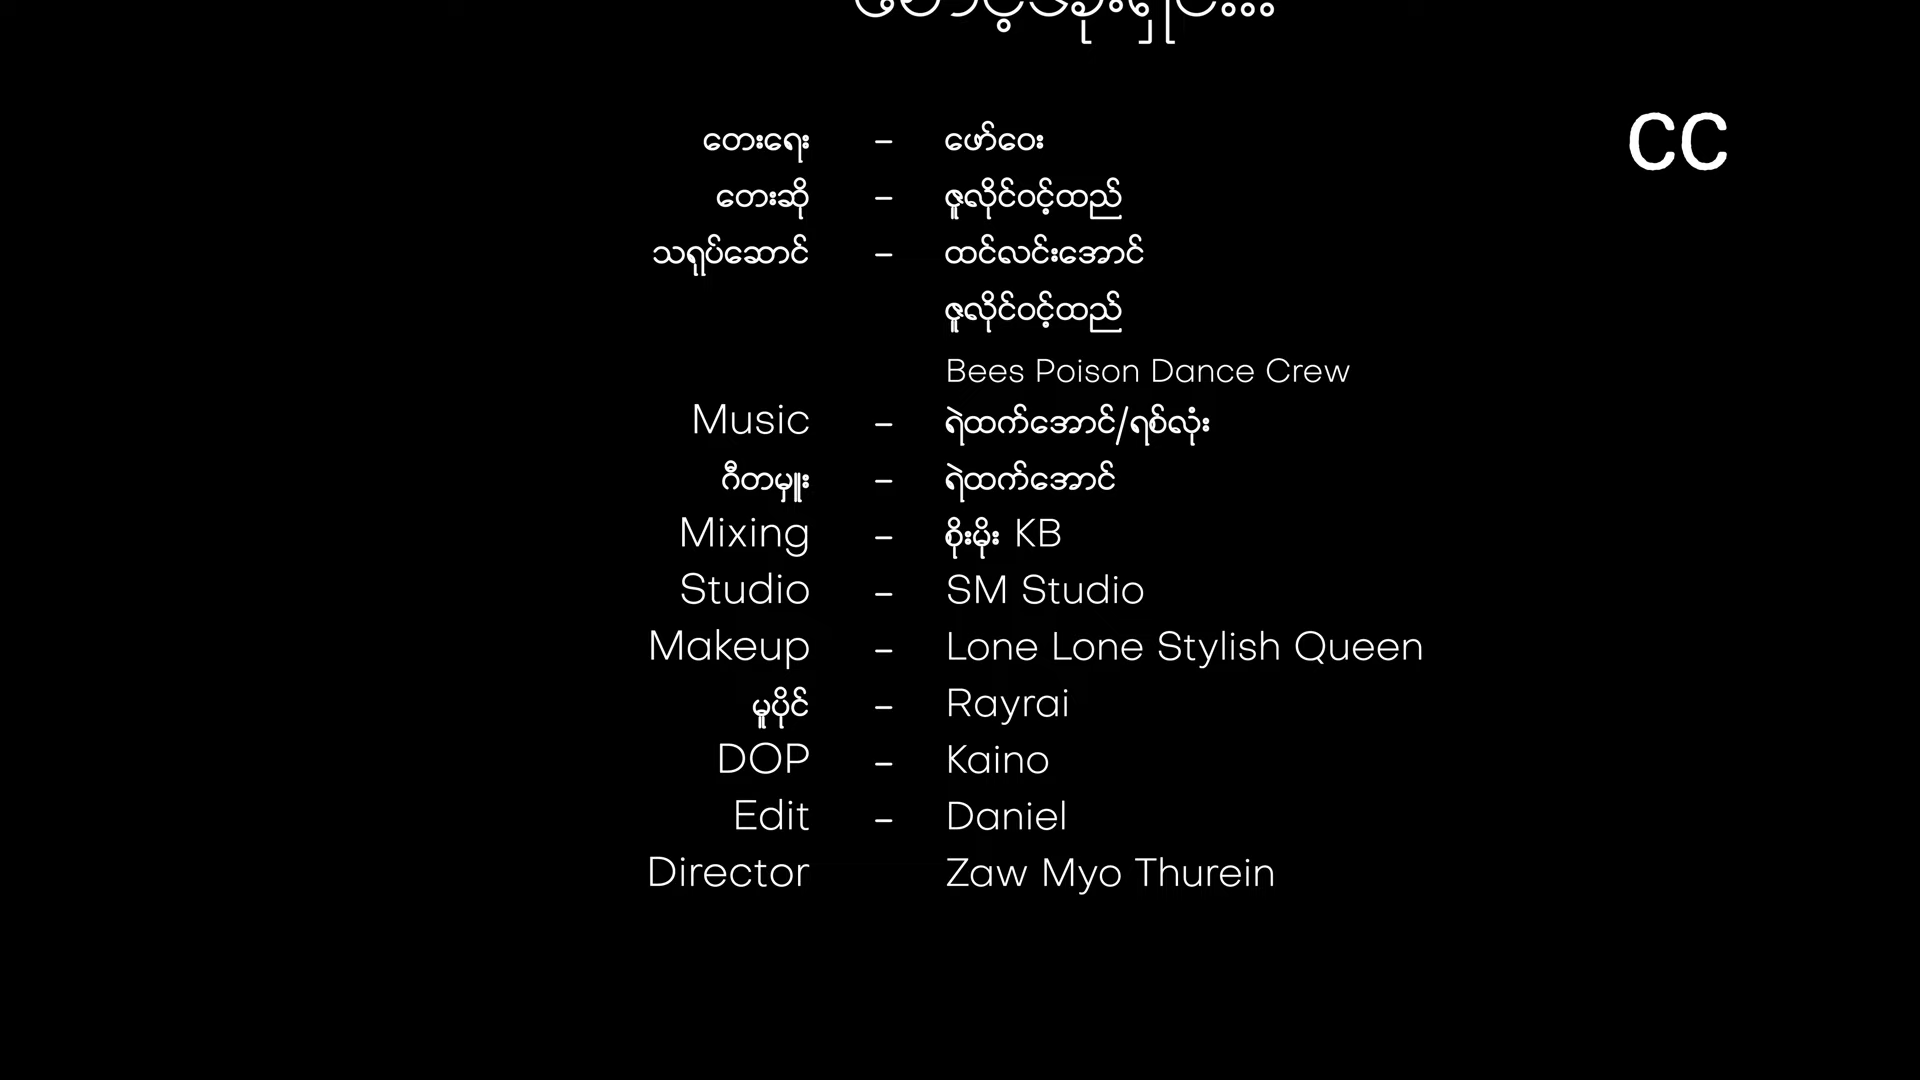 CC
တေးရေး – ဖော်ဝေး
တေးဆို – ဇူလိုင်ဝင့်ထည်
သရုပ်ဆောင် – ထင်လင်းအောင်
ဇူလိုင်ဝင့်ထည်
Bees Poison Dance Crew
Music – ရဲထက်အောင်/ရစ်လုံး
ဂီတမှူး – ရဲထက်အောင်
Mixing – စိုးမိုး KB
Studio – SM Studio
Makeup – Lone Lone Stylish Queen
မူပိုင် – Rayrai
DOP – Kaino
Edit – Daniel
Director Zaw Myo Thurein